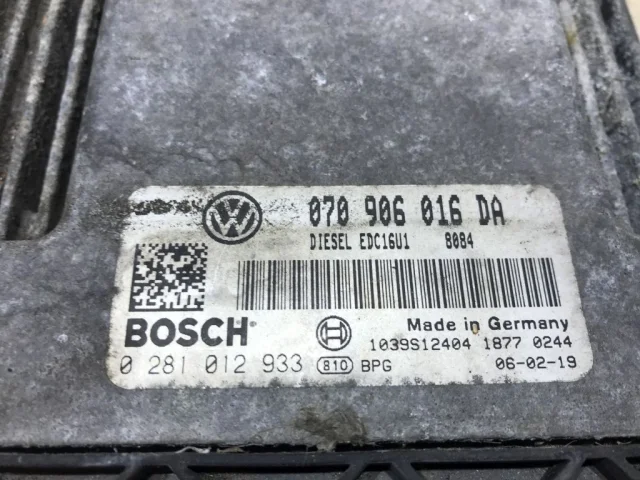 070 906 016 DA
DIESEL EDC16U1 8084
BOSCH
Made in Germany
1039S12404 1877 0244
0 281 012 933 810 BPG 06-02-19